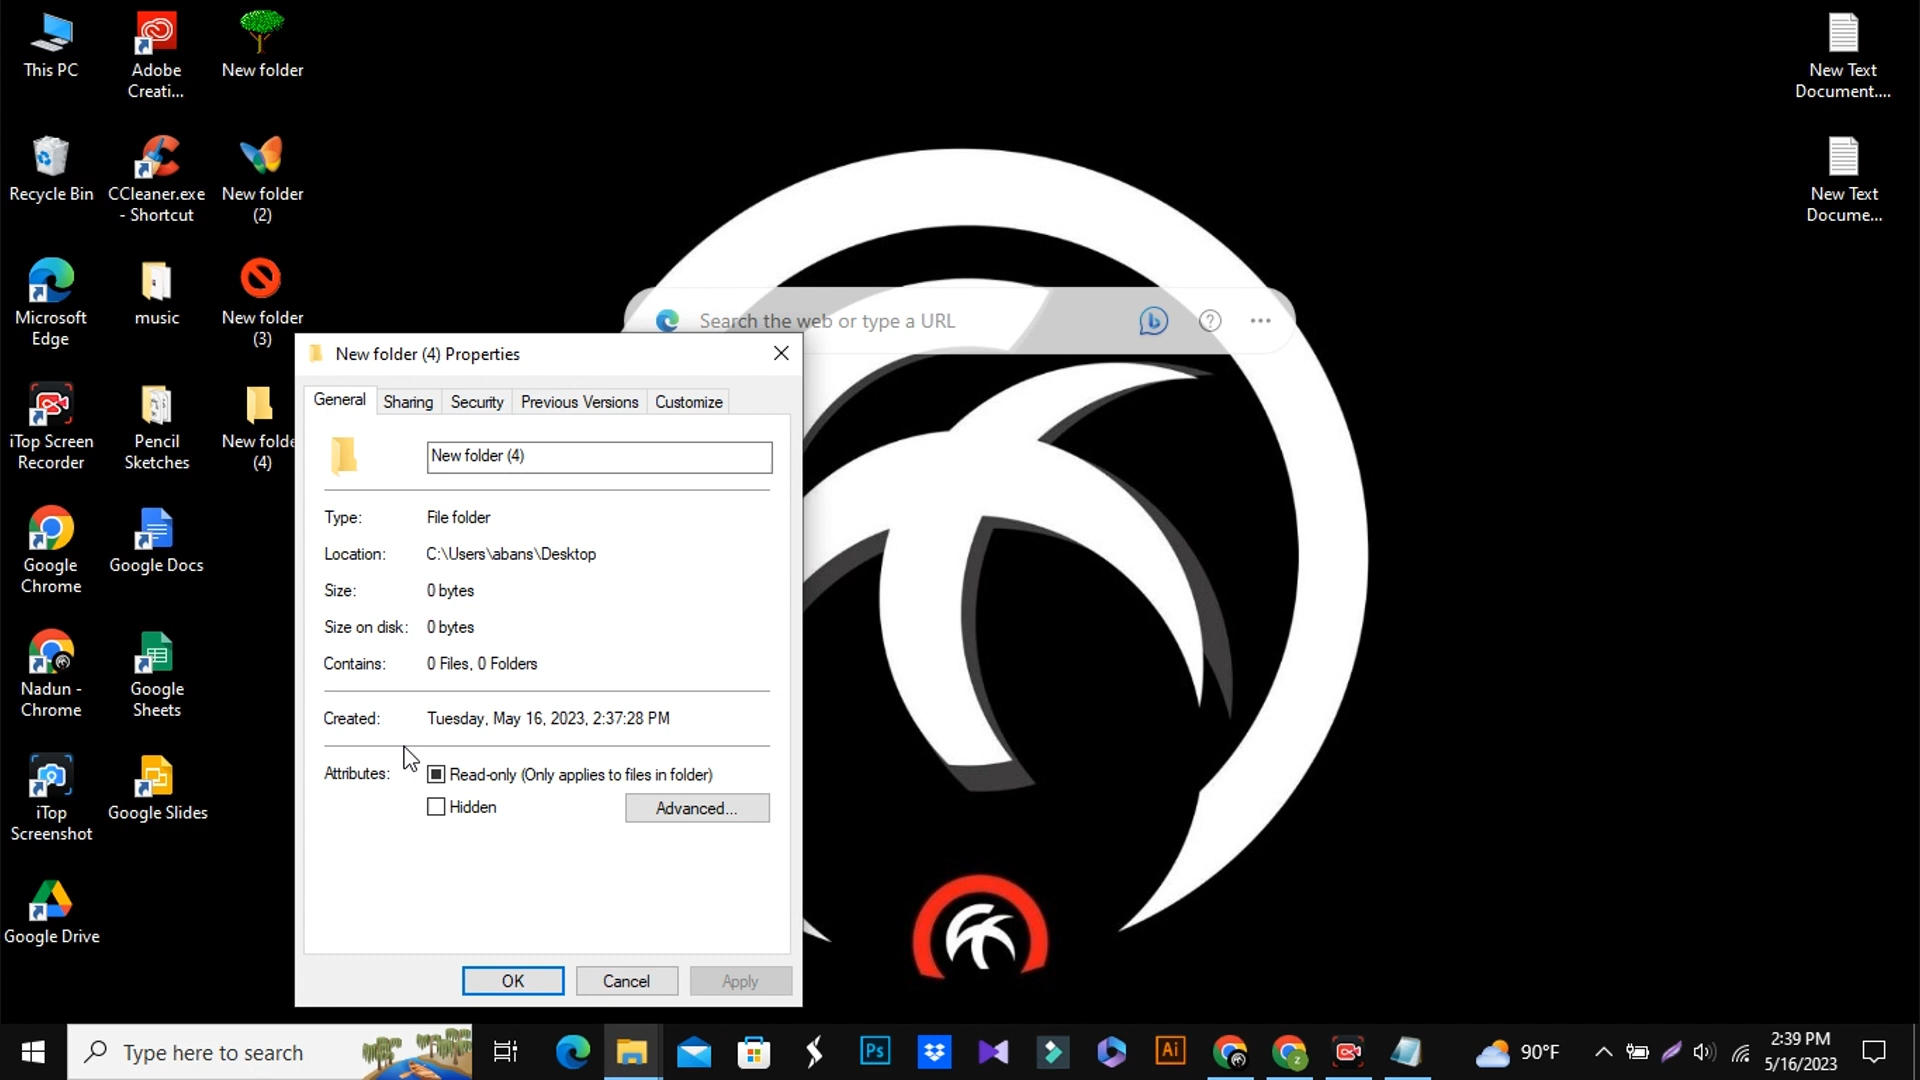 This PC
Adobe
Creati...
New folder
Recycle Bin
CCleaner.exe
- Shortcut
New folder
(2)
Microsoft
Edge
music
New folder
(3)
iTop Screen
Recorder
Pencil
Sketches
New folde
(4)
Google
Chrome
Google Docs
Nadun -
Chrome
Google
Sheets
iTop
Screenshot
Google Slides
Google Drive
New Text
Document....
New Text
Docume...
Search the web or type a URL
New folder (4) Properties
General
Sharing
Security
Previous Versions
Customize
New folder (4)
Type: File folder
Location: C:\Users\abans\Desktop
Size: 0 bytes
Size on disk: 0 bytes
Contains: 0 Files, 0 Folders
Created: Tuesday, May 16, 2023, 2:37:28 PM
Attributes: Read-only (Only applies to files in folder)
Hidden
Advanced...
OK
Cancel
Apply
Type here to search
Ps
Ai
z
90°F
2:39 PM
5/16/2023